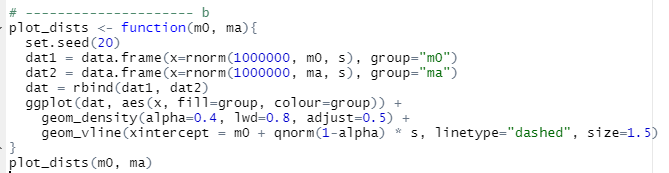 # --------------------- b
plot_dists <- function(m0, ma){
  set.seed(20)
  dat1 = data.frame(x=rnorm(1000000, m0, s), group="m0")
  dat2 = data.frame(x=rnorm(1000000, ma, s), group="ma")
  dat = rbind(dat1, dat2)
  ggplot(dat, aes(x, fill=group, colour=group)) +
    geom_density(alpha=0.4, lwd=0.8, adjust=0.5) +
    geom_vline(xintercept = m0 + qnorm(1-alpha) * s, linetype="dashed", size=1.5)
}
plot_dists(m0, ma)